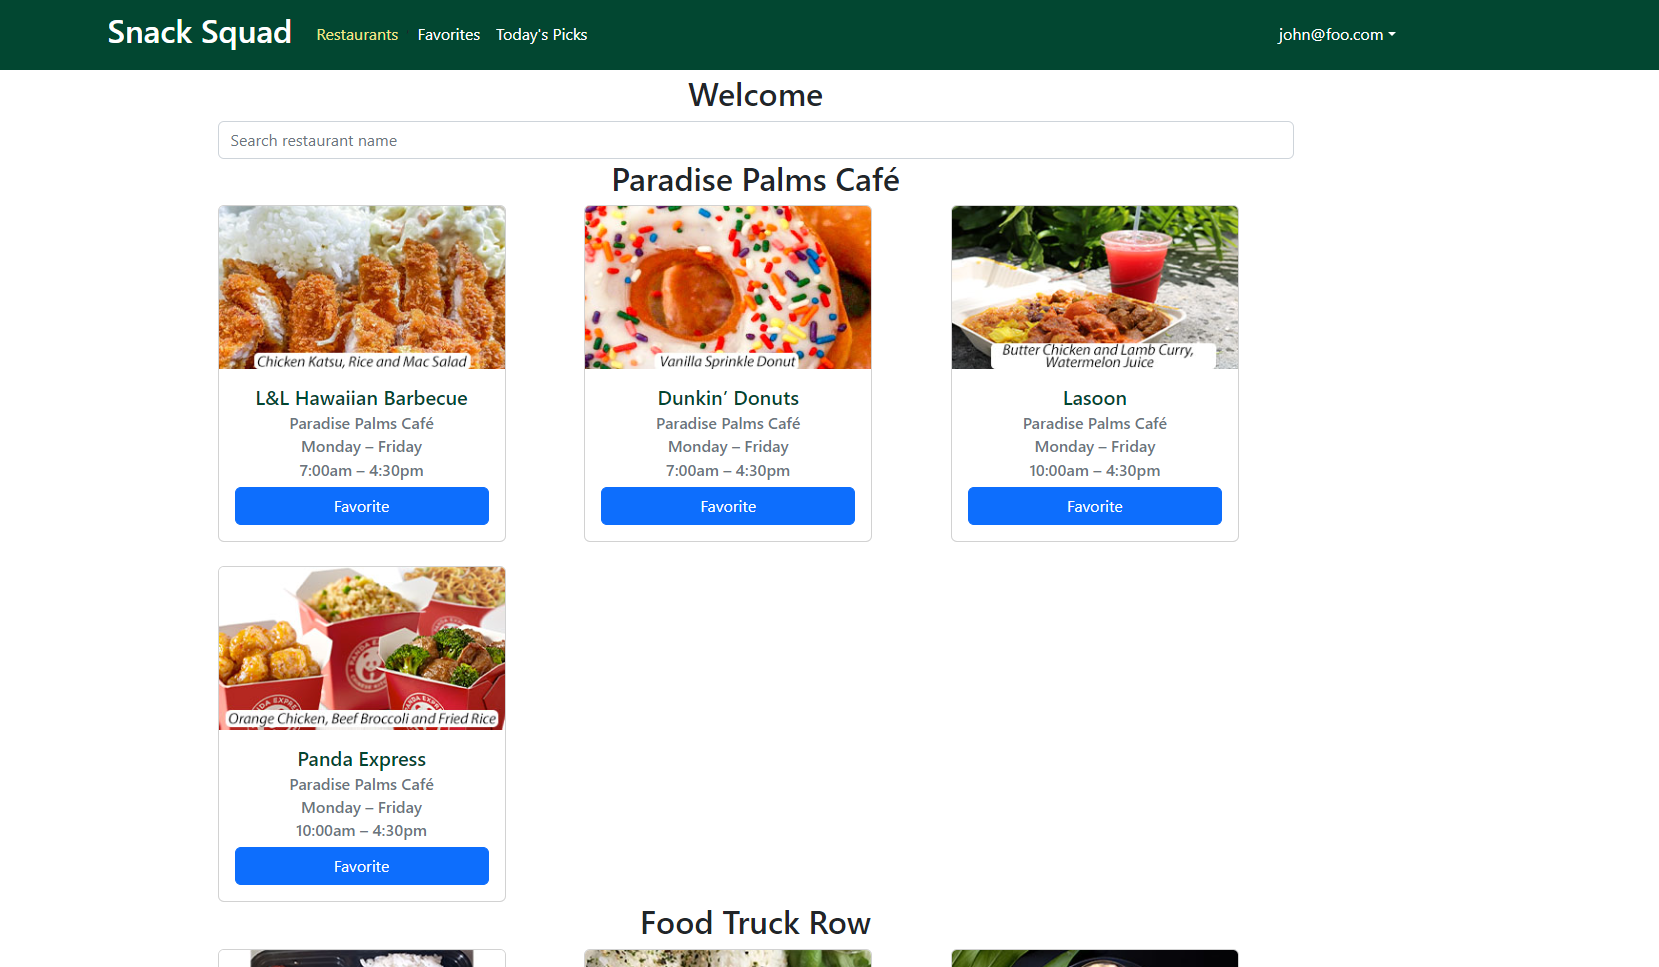 Snack Squad
Restaurants
Favorites
Today's Picks
john@foo.com
Welcome
Search restaurant name
Paradise Palms Café
Chicken Katsu, Rice and Mac Salad
L&L Hawaiian Barbecue
Paradise Palms Café
Monday – Friday
7:00am – 4:30pm
Favorite
Vanilla Sprinkle Donut
Dunkin’ Donuts
Paradise Palms Café
Monday – Friday
7:00am – 4:30pm
Favorite
Butter Chicken and Lamb Curry,
Watermelon Juice
Lasoon
Paradise Palms Café
Monday – Friday
10:00am – 4:30pm
Favorite
PANDA EXPRESS
PANDA EXPRESS
Orange Chicken, Beef Broccoli and Fried Rice
Panda Express
Paradise Palms Café
Monday – Friday
10:00am – 4:30pm
Favorite
Food Truck Row